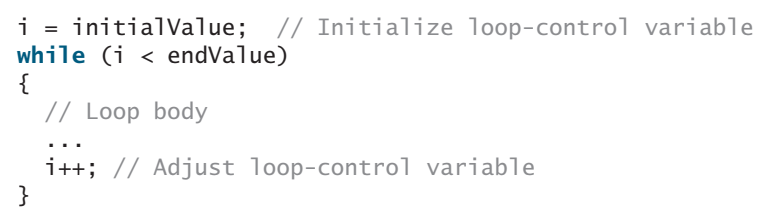 i = initialValue; // Initialize loop-control variable
while (i < endValue)
{
// Loop body
...
i++; // Adjust loop-control variable
}